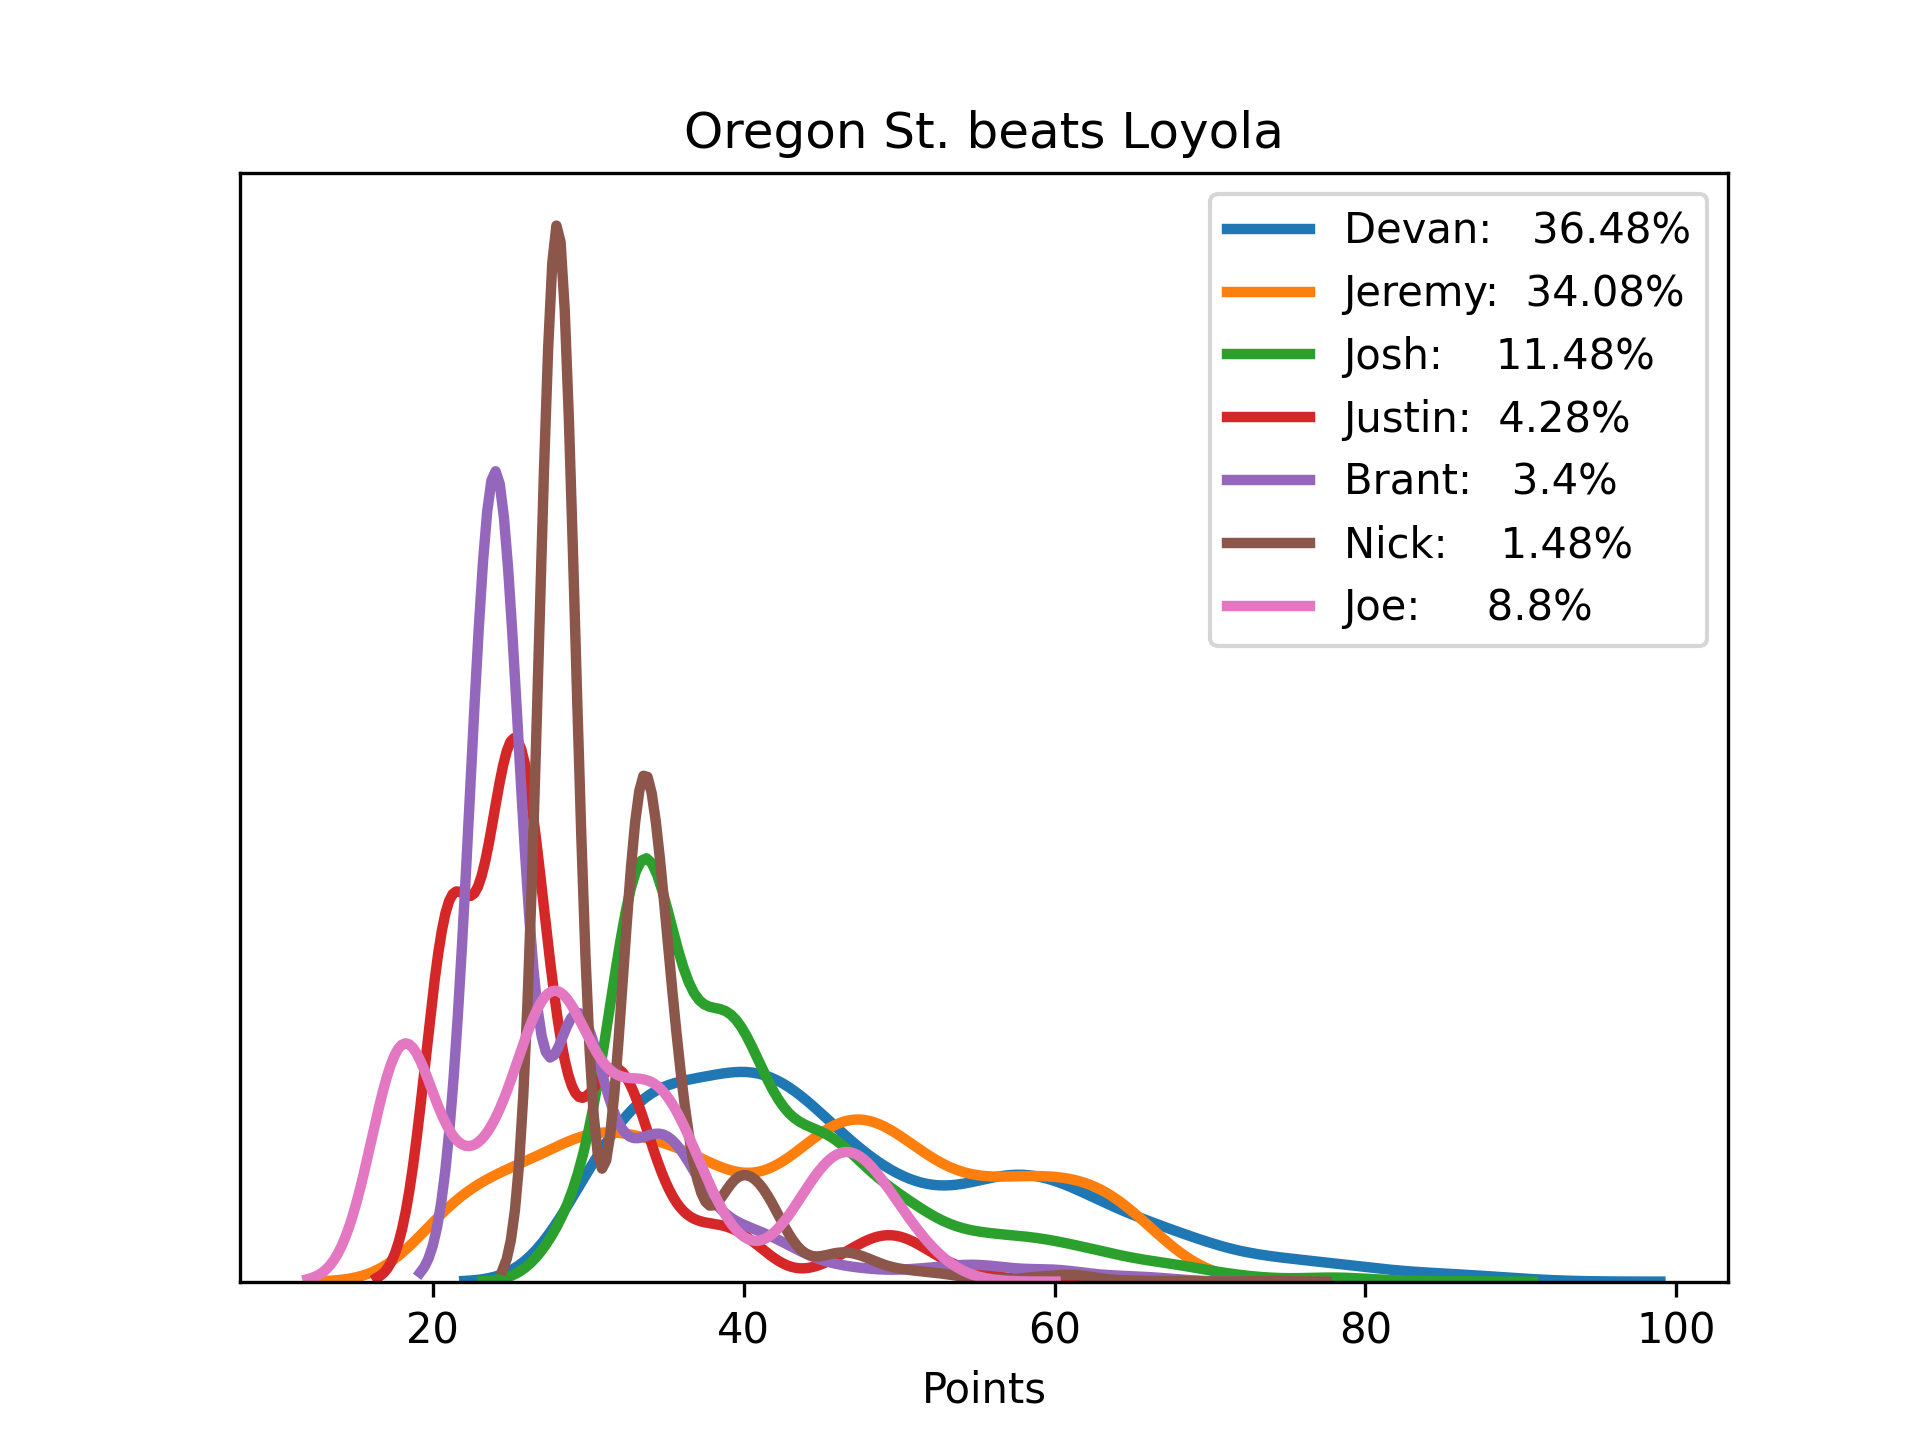 Oregon St. beats Loyola
Devan: 36.48%
Jeremy: 34.08%
Josh: 11.48%
Justin: 4.28%
Brant: 3.4%
Nick: 1.48%
Joe: 8.8%
20 40 60 80 100
Points